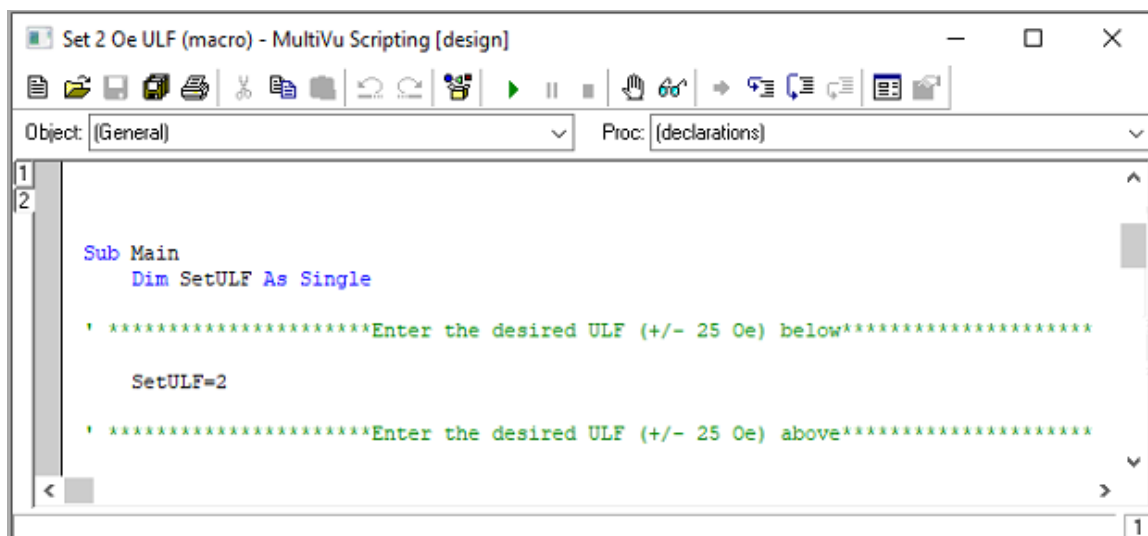 Set 2 Oe ULF (macro) - MultiVu Scripting [design]
Object: (General) Proc: (declarations)
1
2
Sub Main
Dim SetULF As Single
' **********************Enter the desired ULF (+/- 25 Oe) below*********************
SetULF=2
' **********************Enter the desired ULF (+/- 25 Oe) above*********************
1